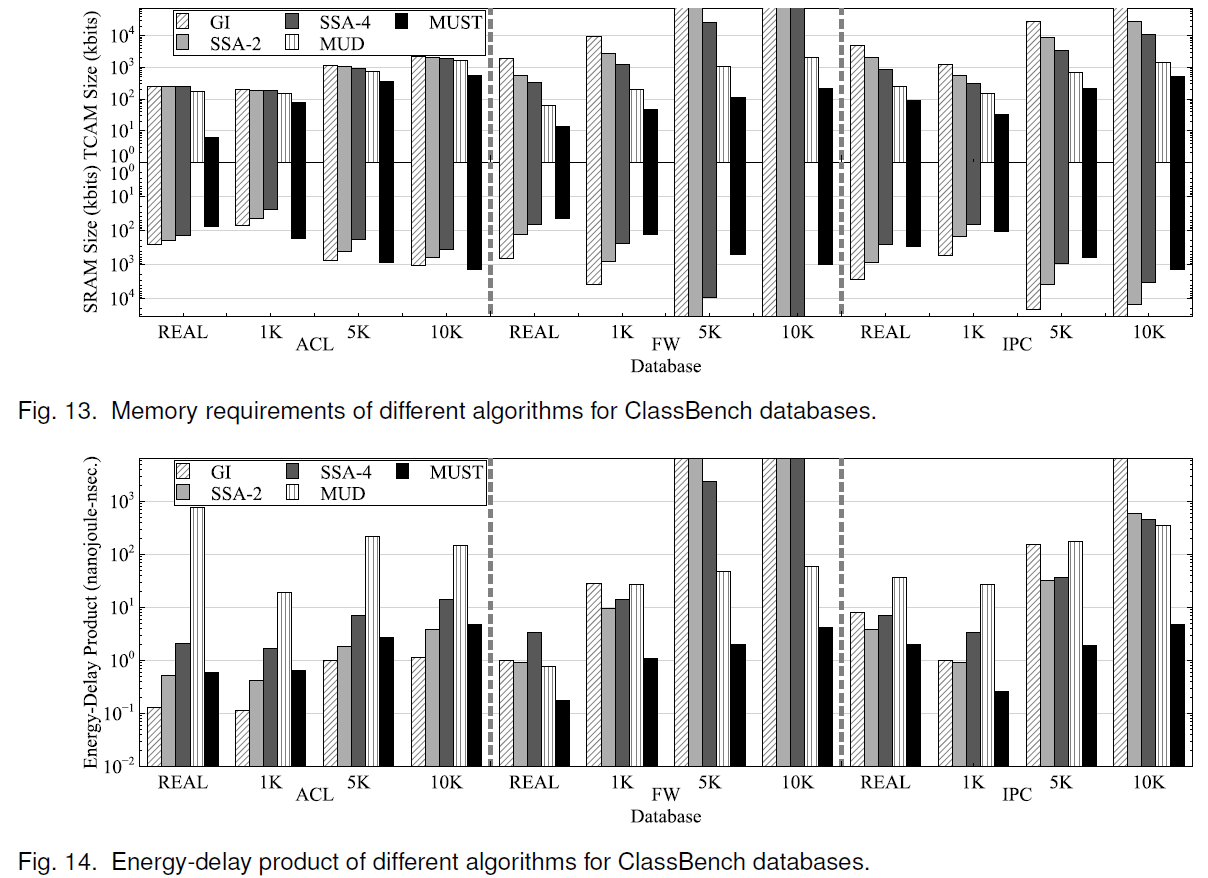 GI SSA-4 MUST
SSA-2 MUD
SRAM Size (kbits) TCAM Size (kbits)
10^4
10^3
10^2
10^1
10^0
10^0
10^1
10^2
10^3
10^4
REAL 1K 5K 10K REAL 1K 5K 10K REAL 1K 5K 10K
ACL FW IPC
Database
Fig. 13. Memory requirements of different algorithms for ClassBench databases.
GI SSA-4 MUST
SSA-2 MUD
Energy-Delay Product (nanojoule-nsec.)
10^3
10^2
10^1
10^0
10^-1
10^-2
REAL 1K 5K 10K REAL 1K 5K 10K REAL 1K 5K 10K
ACL FW IPC
Database
Fig. 14. Energy-delay product of different algorithms for ClassBench databases.